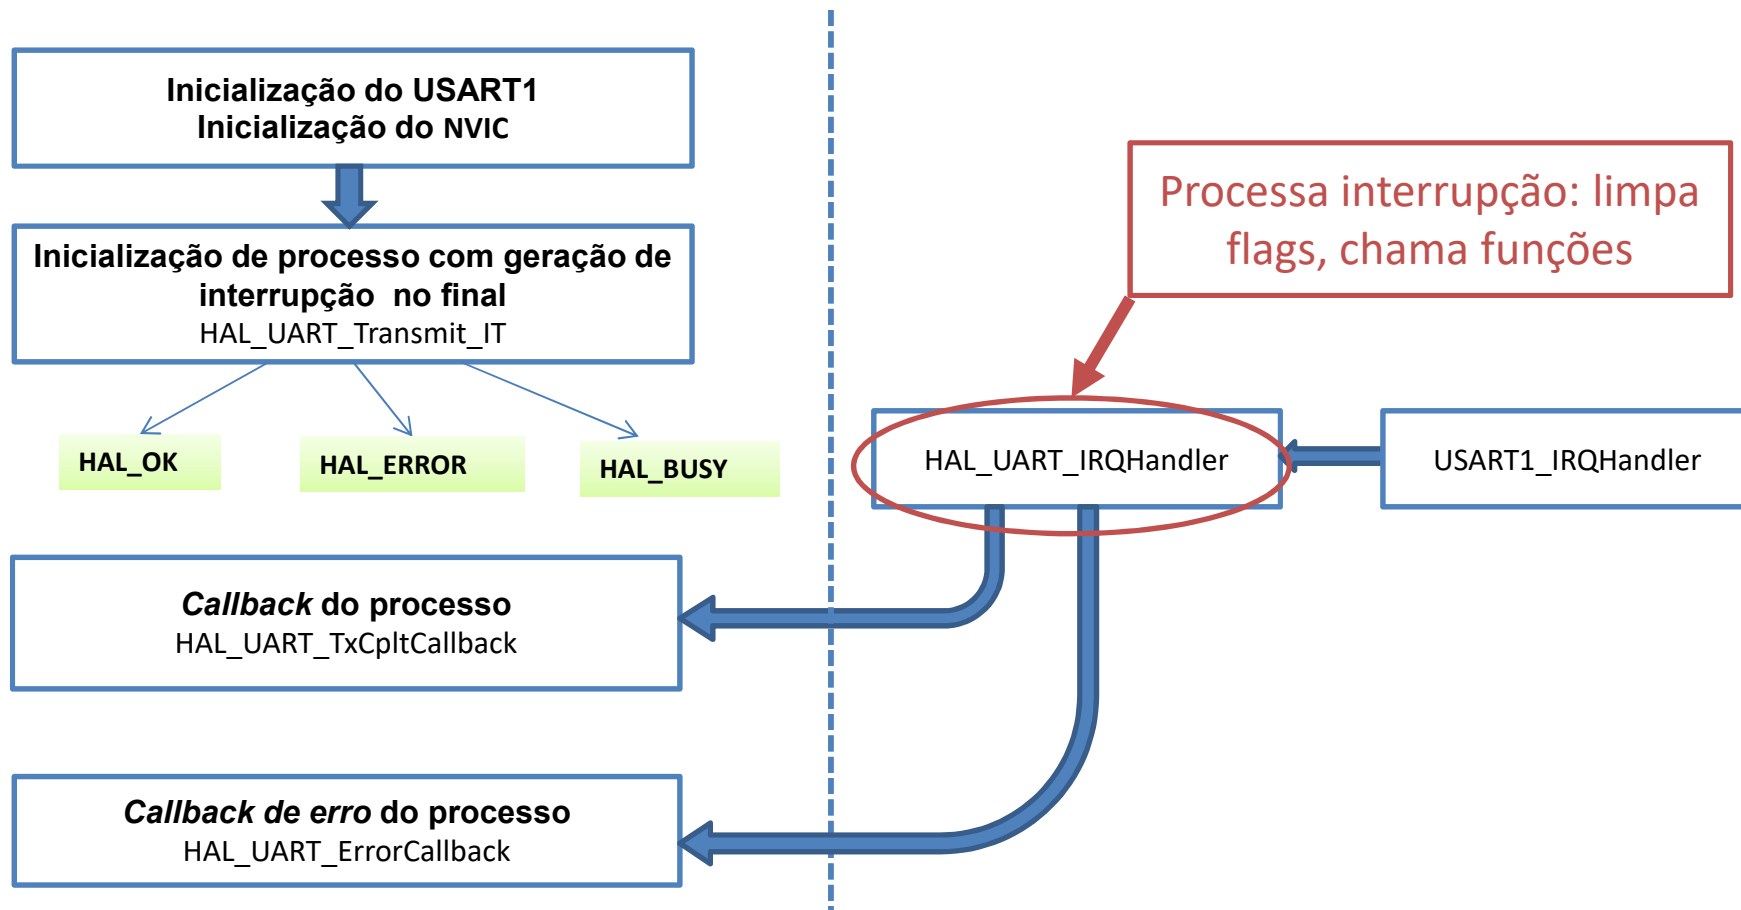 Inicialização do USART1
Inicialização do NVIC
Inicialização de processo com geração de
interrupção no final
HAL_UART_Transmit_IT
HAL_OK
HAL_ERROR
HAL_BUSY
Callback do processo
HAL_UART_TxCpltCallback
Callback de erro do processo
HAL_UART_ErrorCallback
Processa interrupção: limpa
flags, chama funções
HAL_UART_IRQHandler
USART1_IRQHandler